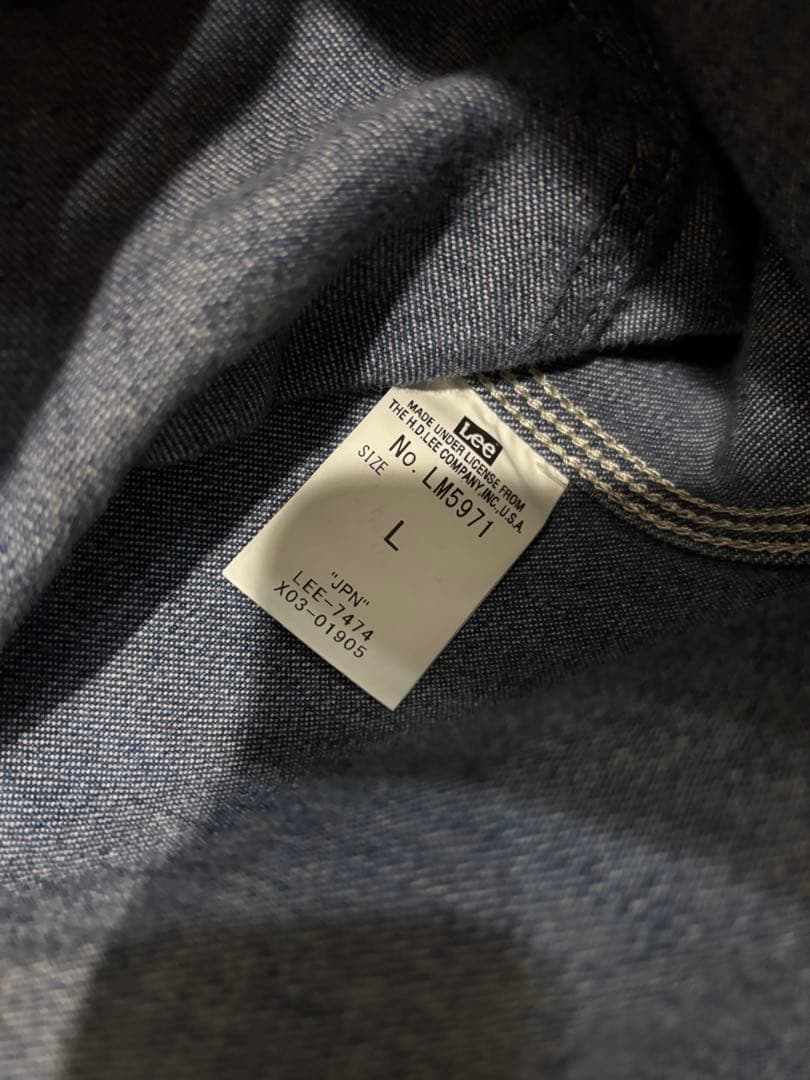 Lee
MADE UNDER LICENSE FROM
THE H.D.LEE COMPANY,INC.,U.S.A.
No. LM5971
SIZE
L
"JPN"
LEE-7474
X03-01905